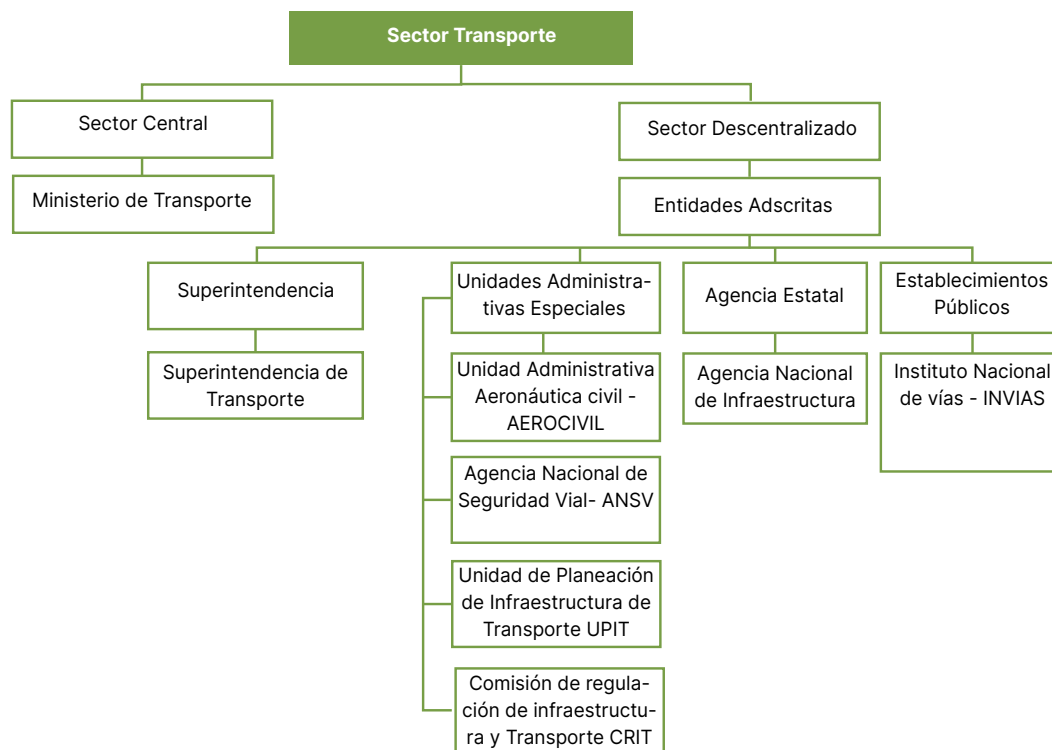 Sector Transporte
Sector Central
Sector Descentralizado
Ministerio de Transporte
Entidades Adscritas
Superintendencia
Unidades Administra-
tivas Especiales
Agencia Estatal
Establecimientos
Públicos
Superintendencia de
Transporte
Unidad Administrativa
Aeronáutica civil -
AEROCIVIL
Agencia Nacional
de Infraestructura
Instituto Nacional
de vías - INVIAS
Agencia Nacional de
Seguridad Vial- ANSV
Unidad de Planeación
de Infraestructura de
Transporte UPIT
Comisión de regula-
ción de infraestructu-
ra y Transporte CRIT